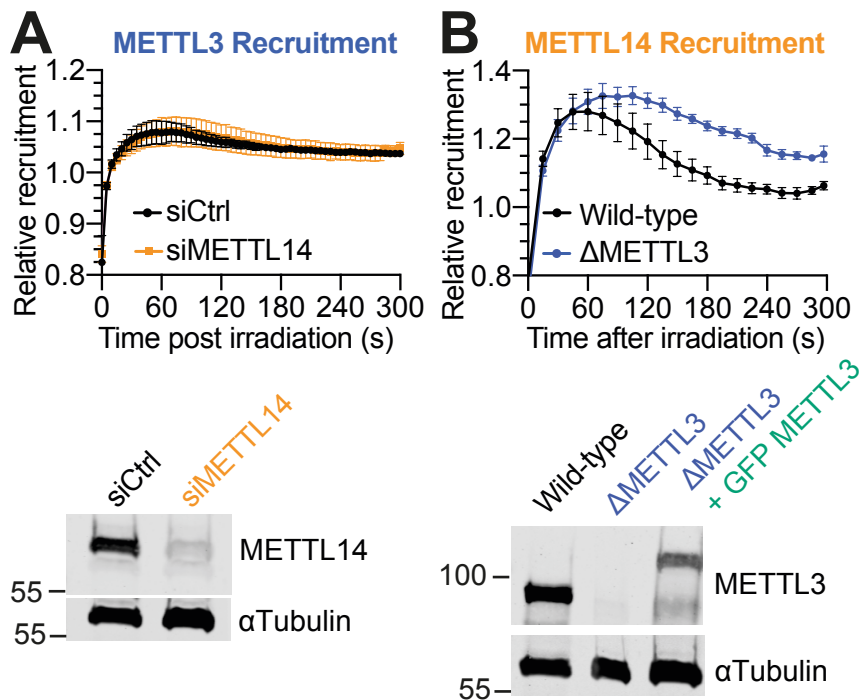 A
METTL3 Recruitment
Relative recruitment
1.2
1.1
1.0
0.9
0.8
siCtrl
siMETTL14
0 60 120 180 240 300
Time post irradiation (s)
siCtrl
siMETTL14
METTL14
55
αTubulin
55
B
METTL14 Recruitment
Relative recruitment
1.4
1.2
1.0
0.8
Wild-type
ΔMETTL3
0 60 120 180 240 300
Time after irradiation (s)
Wild-type
ΔMETTL3
ΔMETTL3
+ GFP METTL3
100
METTL3
αTubulin
55